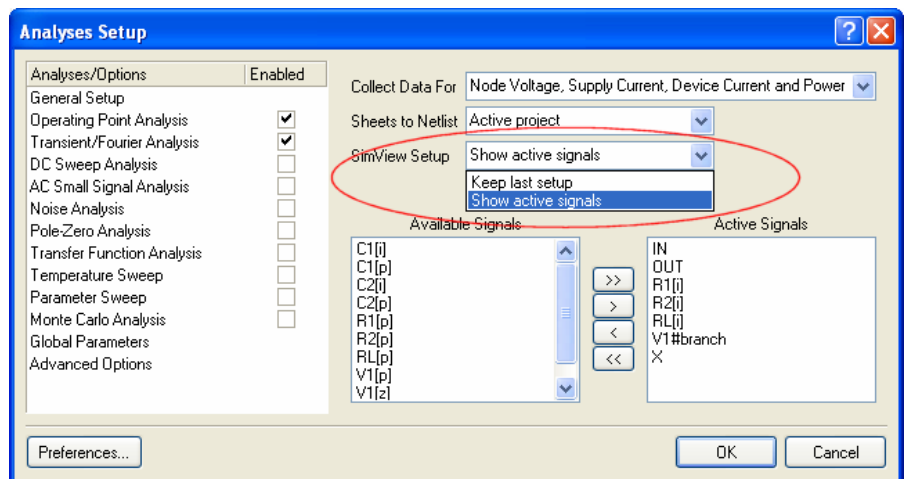 Analyses Setup
Analyses/Options Enabled
General Setup
Operating Point Analysis
Transient/Fourier Analysis
DC Sweep Analysis
AC Small Signal Analysis
Noise Analysis
Pole-Zero Analysis
Transfer Function Analysis
Temperature Sweep
Parameter Sweep
Monte Carlo Analysis
Global Parameters
Advanced Options
Collect Data For Node Voltage, Supply Current, Device Current and Power
Sheets to Netlist Active project
SimView Setup Show active signals
Keep last setup
Show active signals
Available Signals
C1[i]
C1[p]
C2[i]
C2[p]
R1[p]
R2[p]
RL[p]
V1[p]
V1[z]
>>
>
<
<<
Active Signals
IN
OUT
R1[i]
R2[i]
RL[i]
V1#branch
X
Preferences...
OK
Cancel